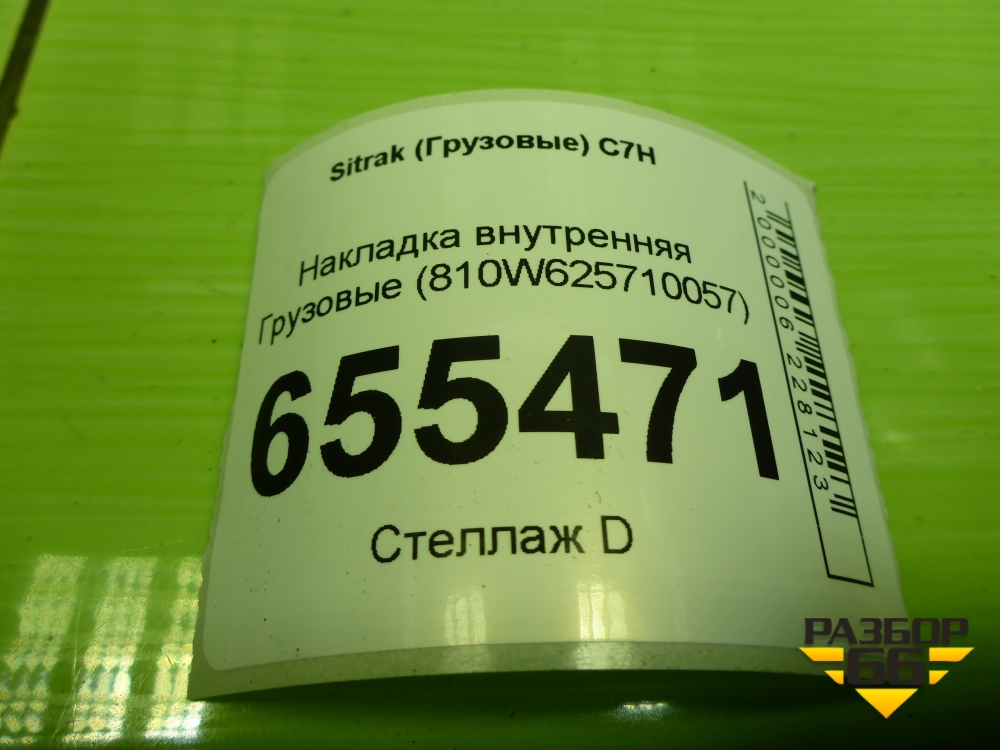 Sitrak (Грузовые) C7H
Накладка внутренняя
Грузовые (810W625710057)
655471
Стеллаж D
2000006228123
РАЗБОР
66